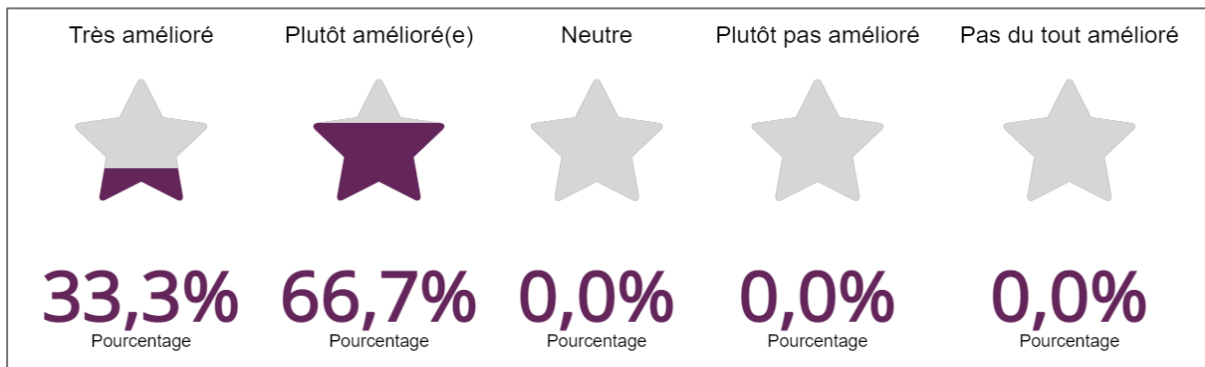 Très amélioré
Plutôt amélioré(e)
Neutre
Plutôt pas amélioré
Pas du tout amélioré
33,3%
66,7%
0,0%
0,0%
0,0%
Pourcentage
Pourcentage
Pourcentage
Pourcentage
Pourcentage